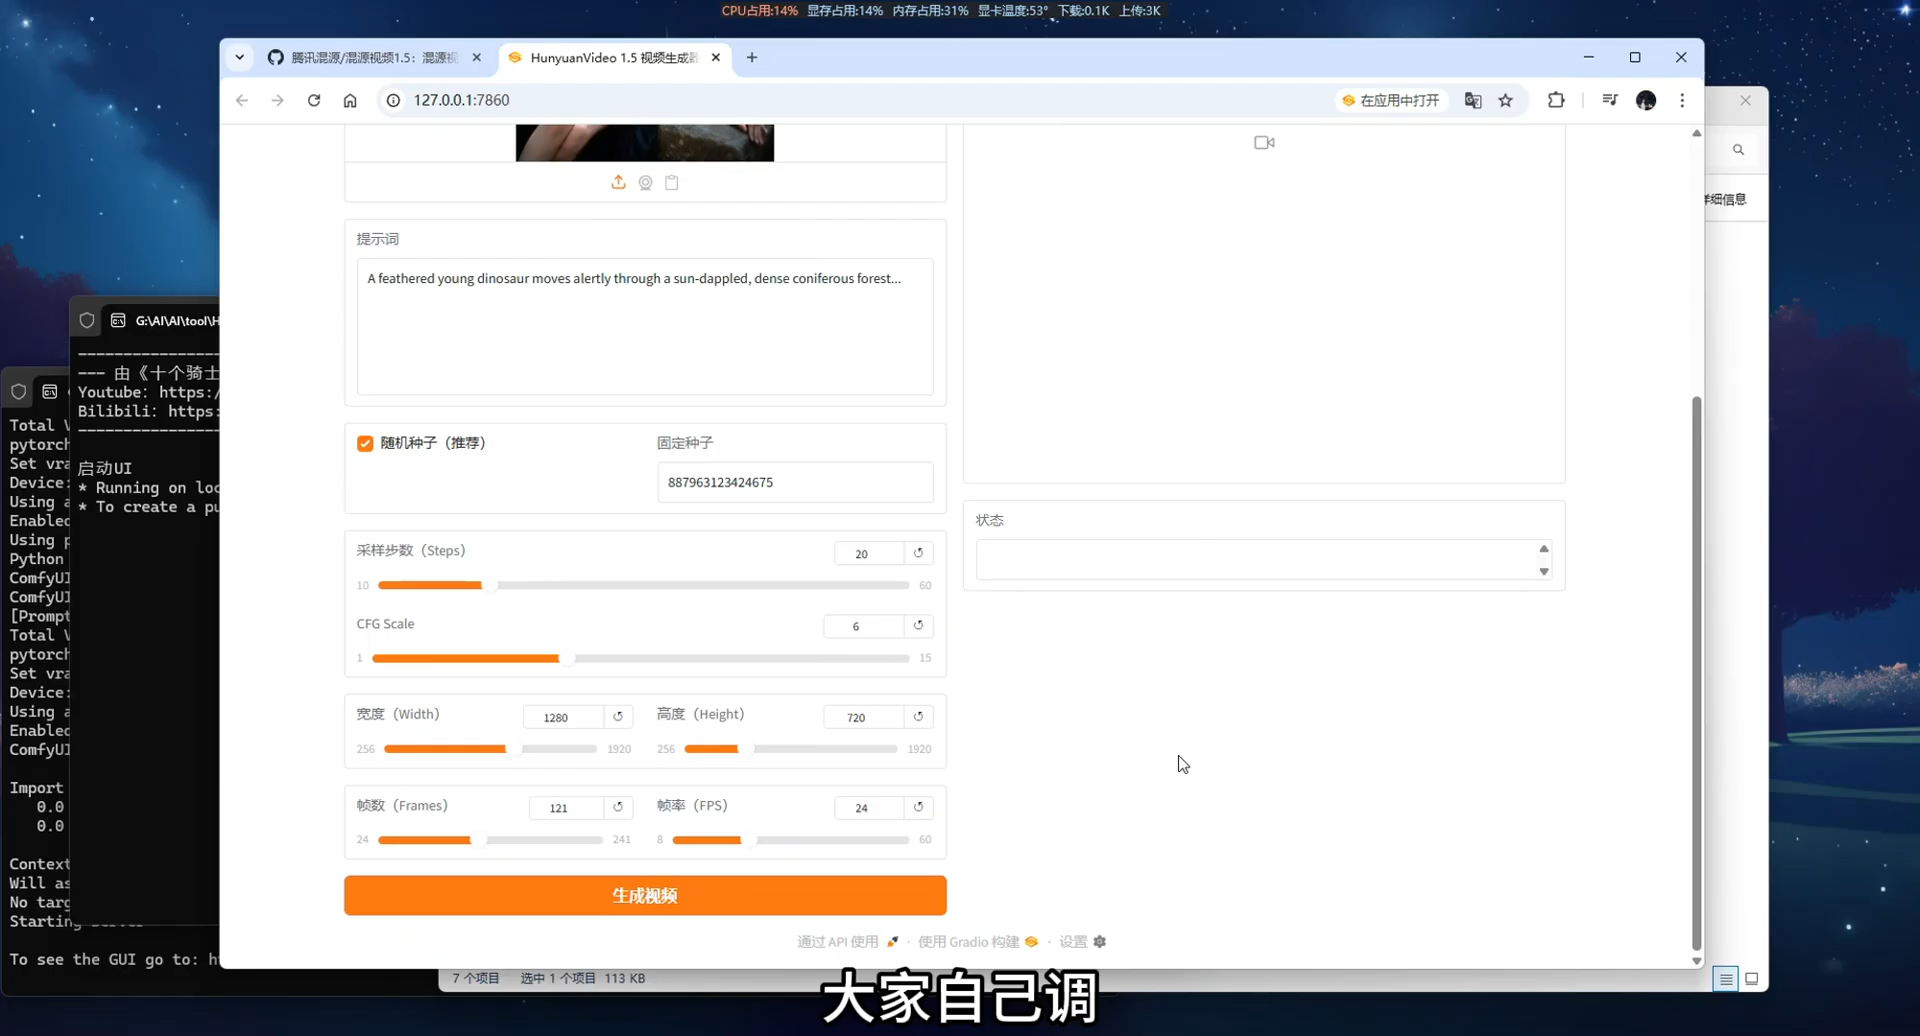 CPU占用:14% 显存占用:14% 内存占用:31% 显卡温度:53° 下载:0.1K 上传:3K
腾讯混源/混源视频1.5：混源视
HunyuanVideo 1.5 视频生成器
127.0.0.1:7860
在应用中打开
详细信息
提示词
A feathered young dinosaur moves alertly through a sun-dappled, dense coniferous forest...
随机种子（推荐）
固定种子
887963123424675
采样步数（Steps）
20
10
60
CFG Scale
6
1
15
宽度（Width）
1280
256
1920
高度（Height）
720
256
1920
帧数（Frames）
121
24
241
帧率（FPS）
24
8
60
生成视频
状态
通过 API 使用 · 使用 Gradio 构建 · 设置
G:\AI\AI\tool\H
--- 由《十个骑士
Youtube: https:/
Bilibili: https:
启动UI
* Running on loc
* To create a pu
Total V
pytorch
Set vra
Device:
Using a
Enabled
Using p
Python
ComfyUI
ComfyUI
[Prompt
Total V
pytorch
Set vra
Device:
Using a
Enabled
ComfyUI
Import
0.0
0.0
Context
Will as
No targ
Starting server
To see the GUI go to: h
7 个项目 选中 1 个项目 113 KB
大家自己调